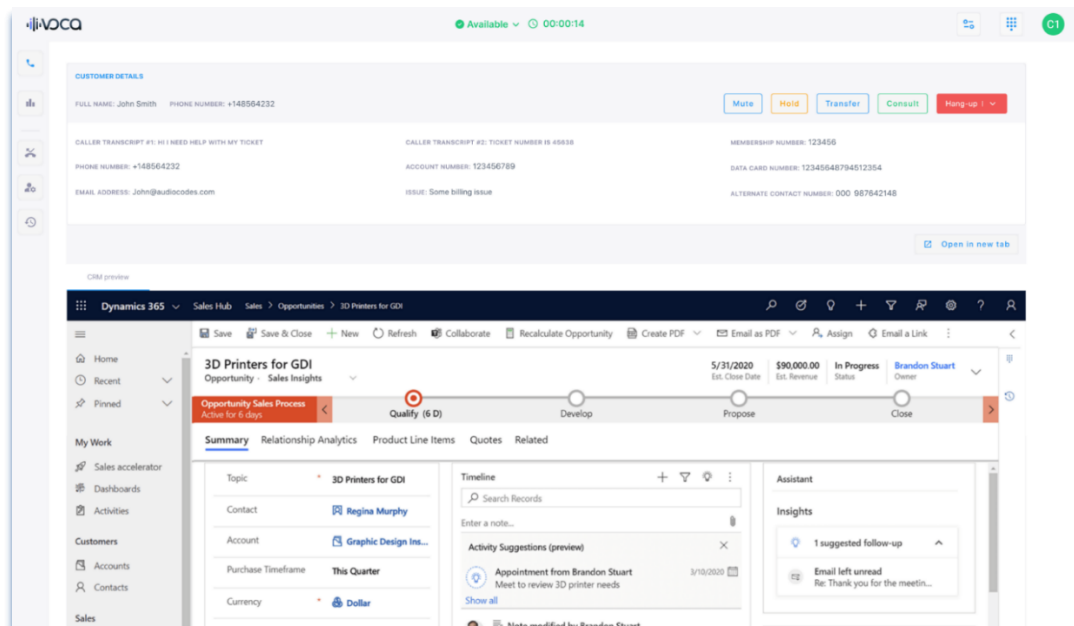 VOCA
Available 00:00:14
C1
CUSTOMER DETAILS
FULL NAME: John Smith PHONE NUMBER: +148564232
Mute Hold Transfer Consult Hang-up
CALLER TRANSCRIPT #1: HI I NEED HELP WITH MY TICKET
CALLER TRANSCRIPT #2: TICKET NUMBER IS 45838
MEMBERSHIP NUMBER: 123456
PHONE NUMBER: +148564232
ACCOUNT NUMBER: 123456789
DATA CARD NUMBER: 12345648794512354
EMAIL ADDRESS: John@audiocodes.com
ISSUE: Some billing issue
ALTERNATE CONTACT NUMBER: 000 987642148
Open in new tab
CRM preview
Dynamics 365 Sales Hub Sales > Opportunities > 3D Printers for GDI
Save Save & Close New Refresh Collaborate Recalculate Opportunity Create PDF Email as PDF Assign Email a Link
Home
Recent
Pinned
My Work
Sales accelerator
Dashboards
Activities
Customers
Accounts
Contacts
Sales
3D Printers for GDI
Opportunity · Sales Insights
5/31/2020 $90,000.00 In Progress Brandon Stuart
Est. Close Date Est. Revenue Status Owner
Opportunity Sales Process
Active for 6 days
Qualify (6 D) Develop Propose Close
Summary Relationship Analytics Product Line Items Quotes Related
Topic * 3D Printers for GDI
Contact Regina Murphy
Account Graphic Design Ins...
Purchase Timeframe This Quarter
Currency * Dollar
Timeline
Search Records
Enter a note...
Activity Suggestions (preview)
Appointment from Brandon Stuart 3/10/2020
Meet to review 3D printer needs
Show all
Note modified by Brandon Stuart
Assistant
Insights
1 suggested follow-up
Email left unread
Re: Thank you for the meetin...